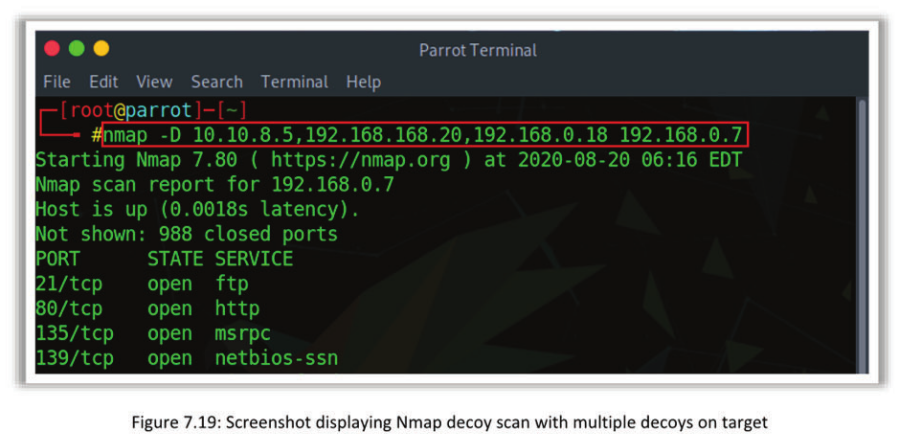 Parrot Terminal
File Edit View Search Terminal Help
[root@parrot]-[~]
#nmap -D 10.10.8.5,192.168.168.20,192.168.0.18 192.168.0.7
Starting Nmap 7.80 ( https://nmap.org ) at 2020-08-20 06:16 EDT
Nmap scan report for 192.168.0.7
Host is up (0.0018s latency).
Not shown: 988 closed ports
PORT STATE SERVICE
21/tcp open ftp
80/tcp open http
135/tcp open msrpc
139/tcp open netbios-ssn
Figure 7.19: Screenshot displaying Nmap decoy scan with multiple decoys on target